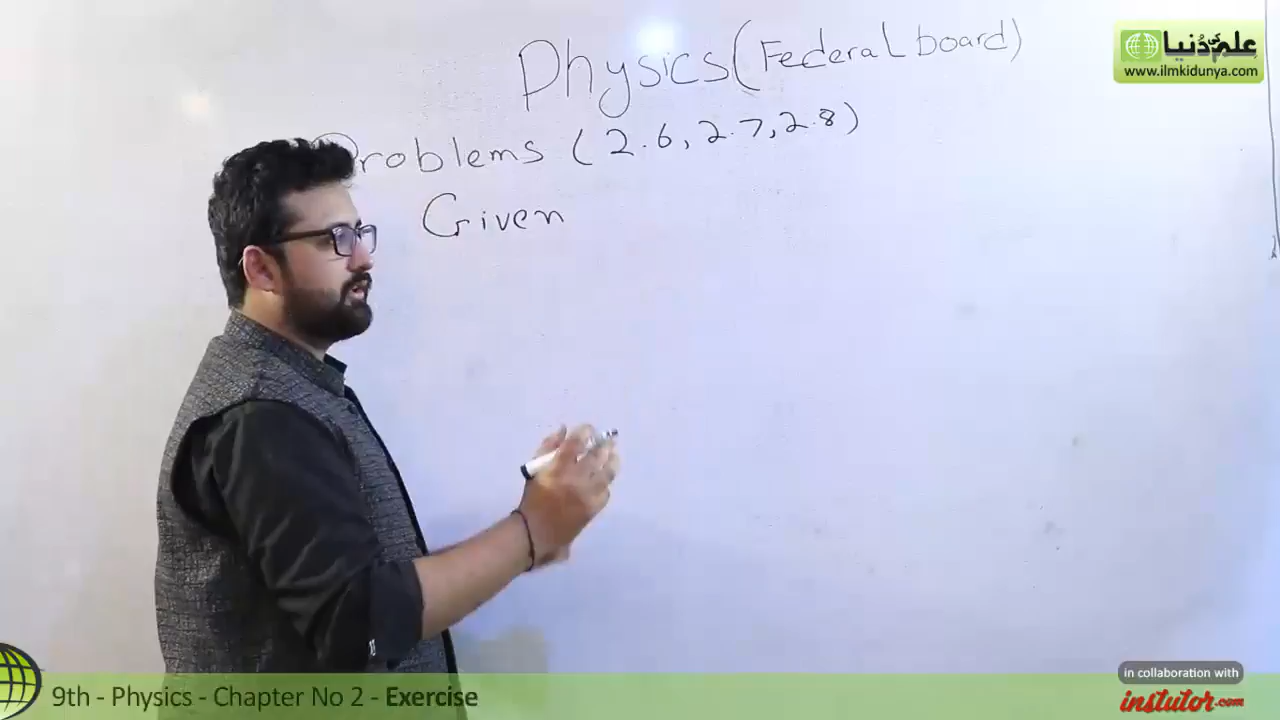 Physics (Federal board)
Problems (2.6, 2.7, 2.8)
Given
علم کی دُنیا
www.ilmkidunya.com
9th - Physics - Chapter No 2 - Exercise
in collaboration with
instutor.com